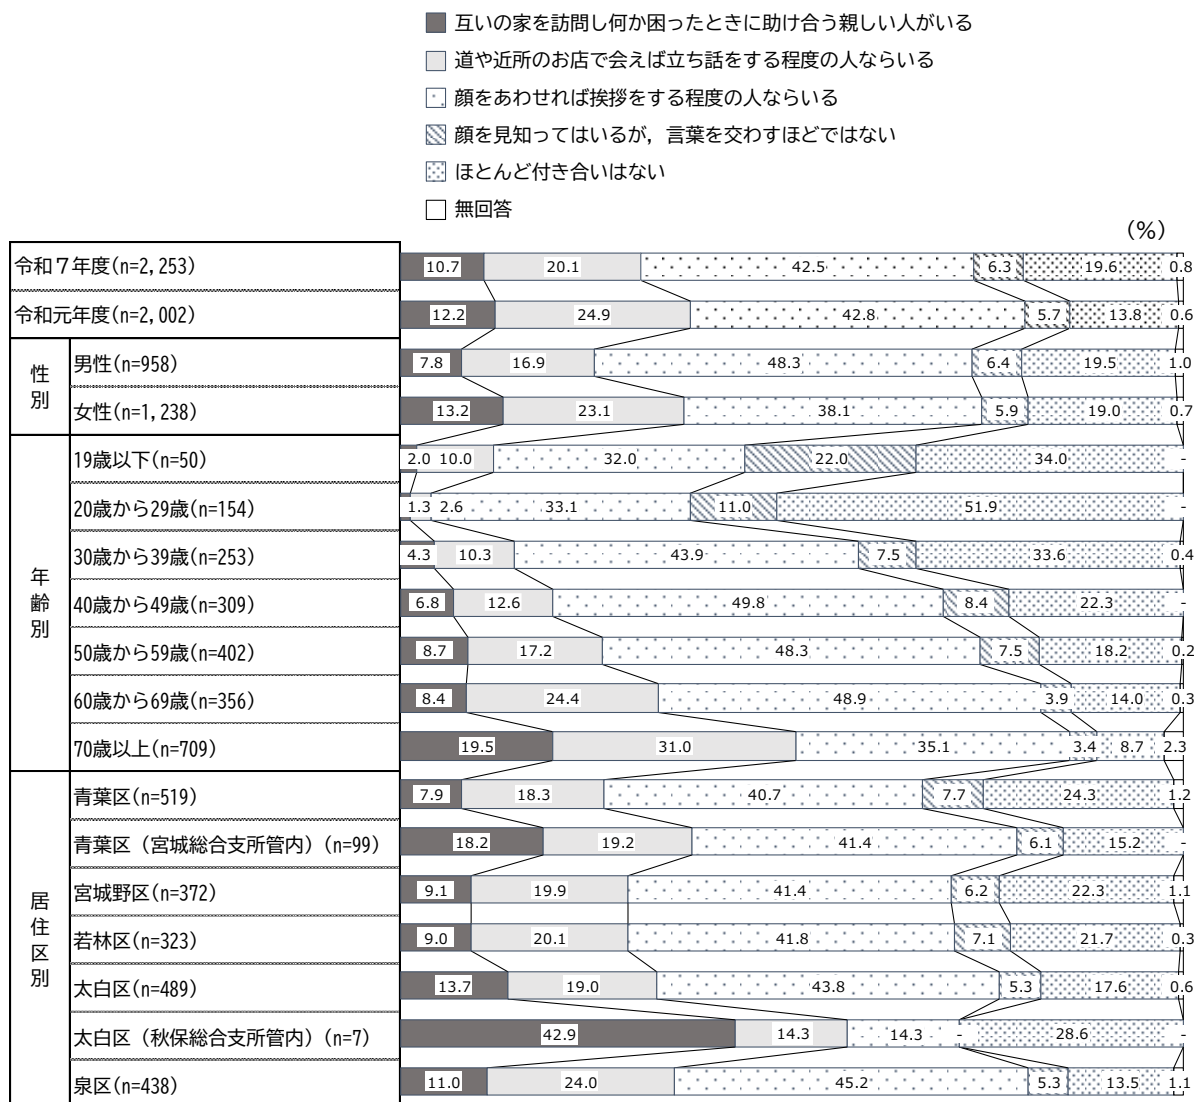 互いの家を訪問し何か困ったときに助け合う親しい人がいる
道や近所のお店で会えば立ち話をする程度の人ならいる
顔をあわせれば挨拶をする程度の人ならいる
顔を見知ってはいるが，言葉を交わすほどではない
ほとんど付き合いはない
無回答
(%)
令和７年度(n=2,253) 10.7 20.1 42.5 6.3 19.6 0.8
令和元年度(n=2,002) 12.2 24.9 42.8 5.7 13.8 0.6
性別
男性(n=958) 7.8 16.9 48.3 6.4 19.5 1.0
女性(n=1,238) 13.2 23.1 38.1 5.9 19.0 0.7
年齢別
19歳以下(n=50) 2.0 10.0 32.0 22.0 34.0 -
20歳から29歳(n=154) 1.3 2.6 33.1 11.0 51.9 -
30歳から39歳(n=253) 4.3 10.3 43.9 7.5 33.6 0.4
40歳から49歳(n=309) 6.8 12.6 49.8 8.4 22.3 -
50歳から59歳(n=402) 8.7 17.2 48.3 7.5 18.2 0.2
60歳から69歳(n=356) 8.4 24.4 48.9 3.9 14.0 0.3
70歳以上(n=709) 19.5 31.0 35.1 3.4 8.7 2.3
居住区別
青葉区(n=519) 7.9 18.3 40.7 7.7 24.3 1.2
青葉区（宮城総合支所管内）(n=99) 18.2 19.2 41.4 6.1 15.2 -
宮城野区(n=372) 9.1 19.9 41.4 6.2 22.3 1.1
若林区(n=323) 9.0 20.1 41.8 7.1 21.7 0.3
太白区(n=489) 13.7 19.0 43.8 5.3 17.6 0.6
太白区（秋保総合支所管内）(n=7) 42.9 14.3 14.3 - 28.6 -
泉区(n=438) 11.0 24.0 45.2 5.3 13.5 1.1